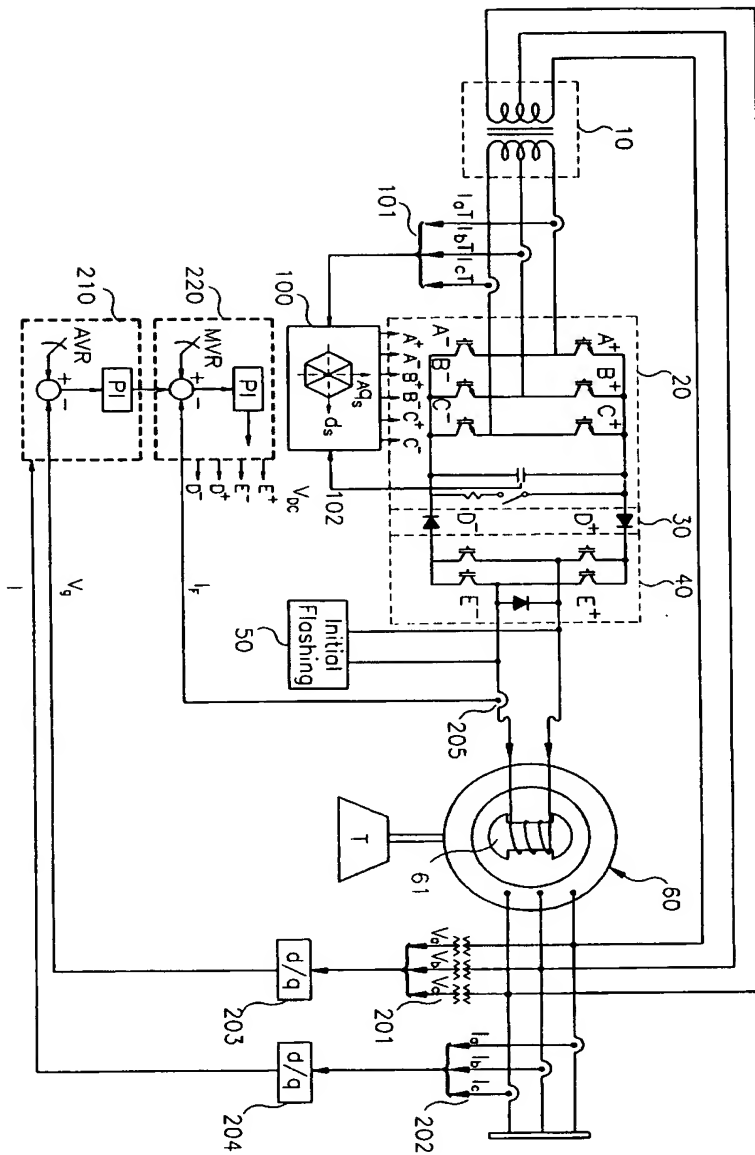 10
101
IaT IbT IcT
100
Aqs
ds
A+ A- B+ B- C+ C-
102
VDC
A+
B+
C+
A-
B-
C-
20
30
40
D+
D-
E+
E-
50
Initial
Flashing
205
60
61
T
210
AVR
+
-
PI
220
MVR
+
-
PI
E+
E-
D+
D-
IF
Vg
I
Va Vb Vc
201
d/q
203
Ia Ib Ic
202
d/q
204